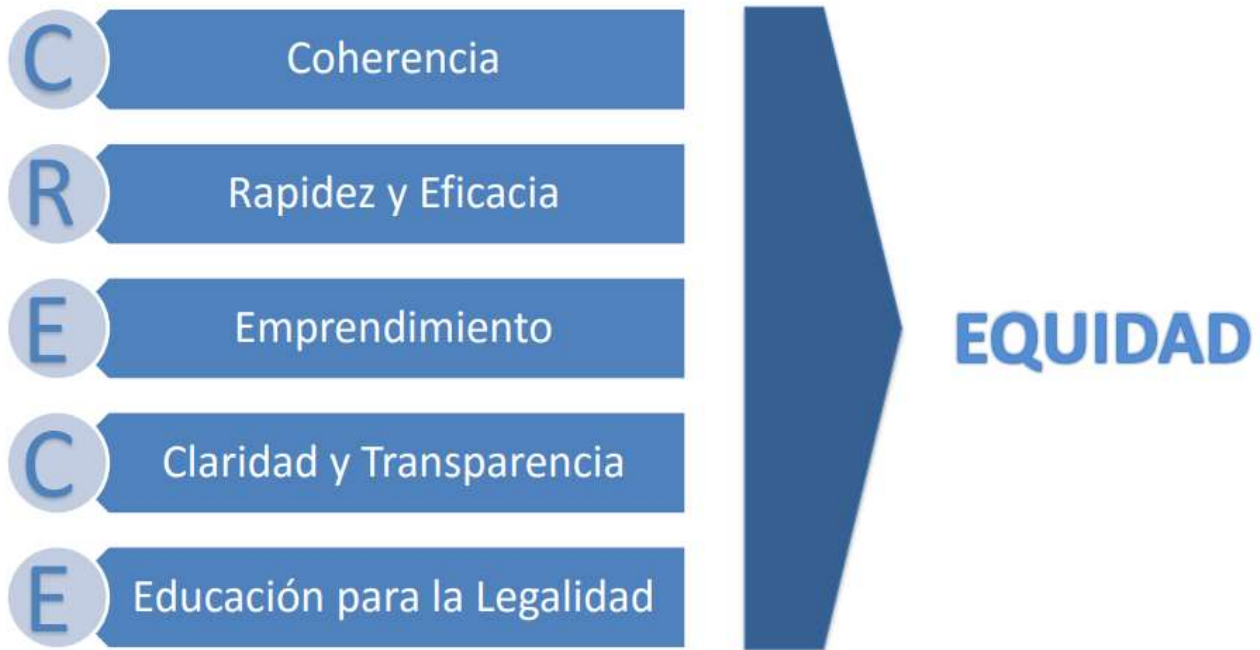 C Coherencia
R Rapidez y Eficacia
E Emprendimiento
C Claridad y Transparencia
E Educación para la Legalidad
EQUIDAD